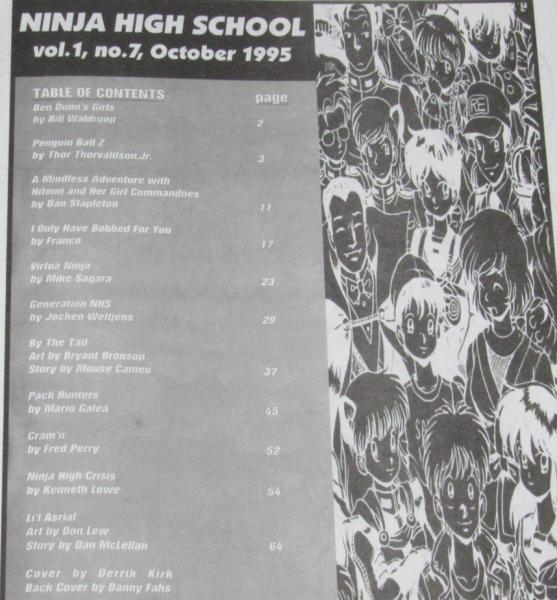 NINJA HIGH SCHOOL
vol.1, no.7, October 1995
TABLE OF CONTENTS page
Ben Dunn's Girls
by Bill Waldroop 2
Penguin Ball Z
by Thor Thorvaldson,Jr. 3
A Mindless Adventure with
Hitomi and Her Girl Commandoes
by Dan Stapleton 11
I Only Have Bobbed For You
by Franco 17
Virtua Ninja
by Mike Sagara 23
Generation NHS
by Jochen Weltjens 29
By The Tail
Art by Bryant Bronson
Story by Mouse Cameo 37
Pack Hunters
by Mario Galea 45
Cram'n
by Fred Perry 52
Ninja High Crisis
by Kenneth Lowe 54
Li'l Asrial
Art by Don Lew
Story by Dan McLellan 64
Cover by Derrik Kirk
Back Cover by Danny Fahs